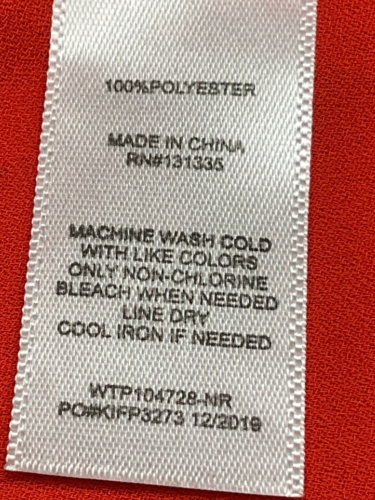 100%POLYESTER
MADE IN CHINA
RN#131335
MACHINE WASH COLD
WITH LIKE COLORS
ONLY NON-CHLORINE
BLEACH WHEN NEEDED
LINE DRY
COOL IRON IF NEEDED
WTP104728-NR
PO#KIFP3273 12/2019